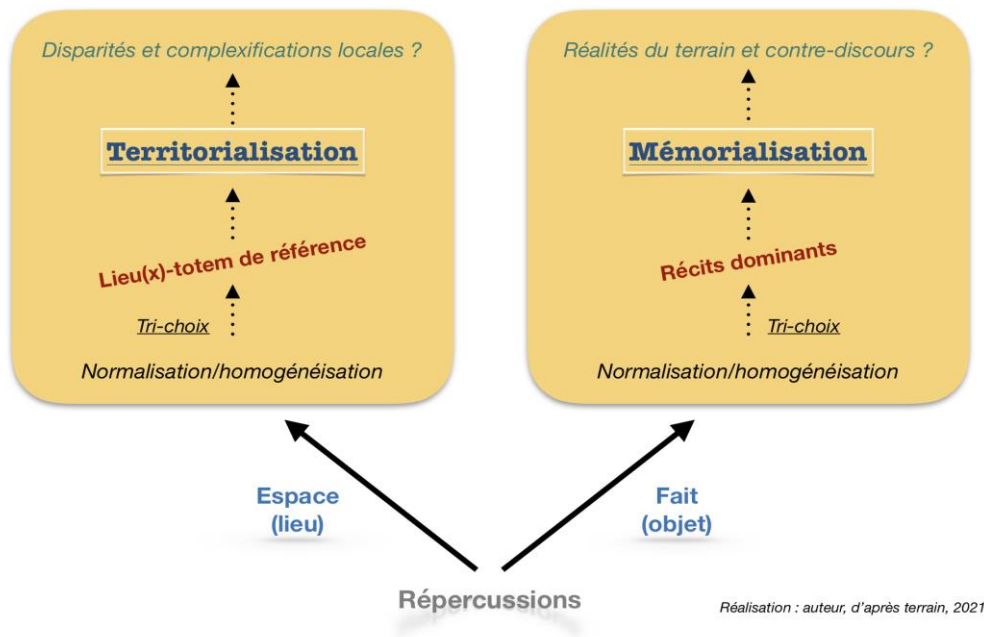 Disparités et complexifications locales ?
Territorialisation
Lieu(x)-totem de référence
Tri-choix
Normalisation/homogénéisation
Réalités du terrain et contre-discours ?
Mémorialisation
Récits dominants
Tri-choix
Normalisation/homogénéisation
Espace
(lieu)
Fait
(objet)
Répercussions
Réalisation : auteur, d'après terrain, 2021